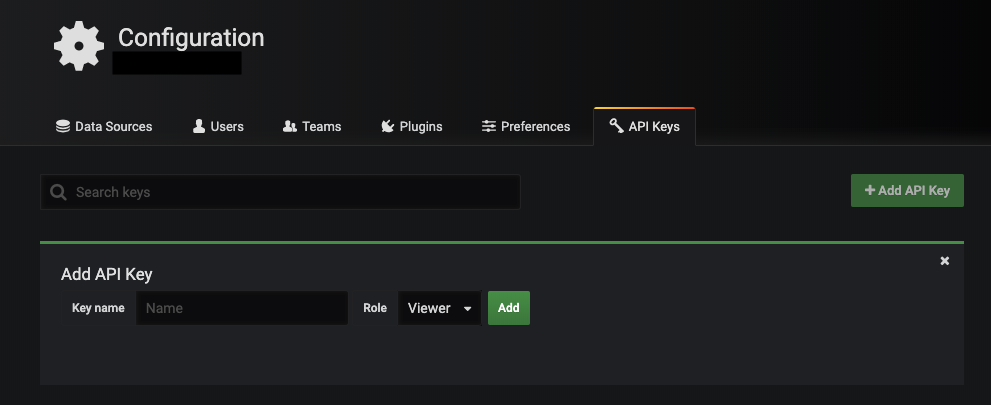 Configuration
Data Sources Users Teams Plugins Preferences API Keys
Search keys
+ Add API Key
Add API Key
Key name Name Role Viewer Add